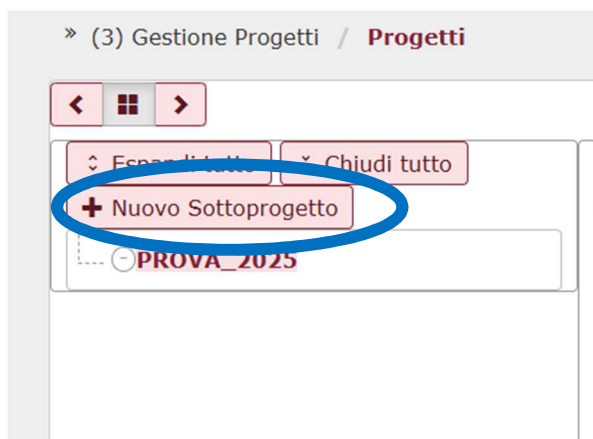 » (3) Gestione Progetti / Progetti
Espandi tutto Chiudi tutto
+ Nuovo Sottoprogetto
PROVA_2025